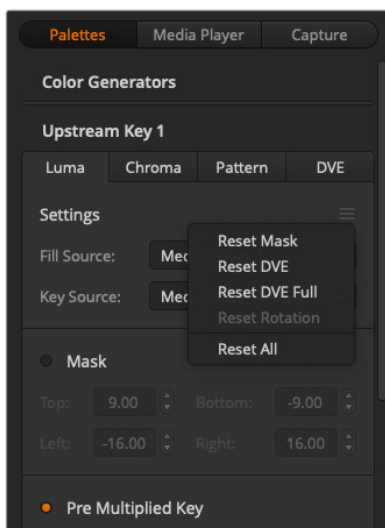 Palettes Media Player Capture
Color Generators
Upstream Key 1
Luma Chroma Pattern DVE
Settings
Reset Mask
Fill Source:
Reset DVE
Reset DVE Full
Key Source:
Reset Rotation
Reset All
Mask
Top: 9.00 Bottom: -9.00
Left: -16.00 Right: 16.00
Pre Multiplied Key